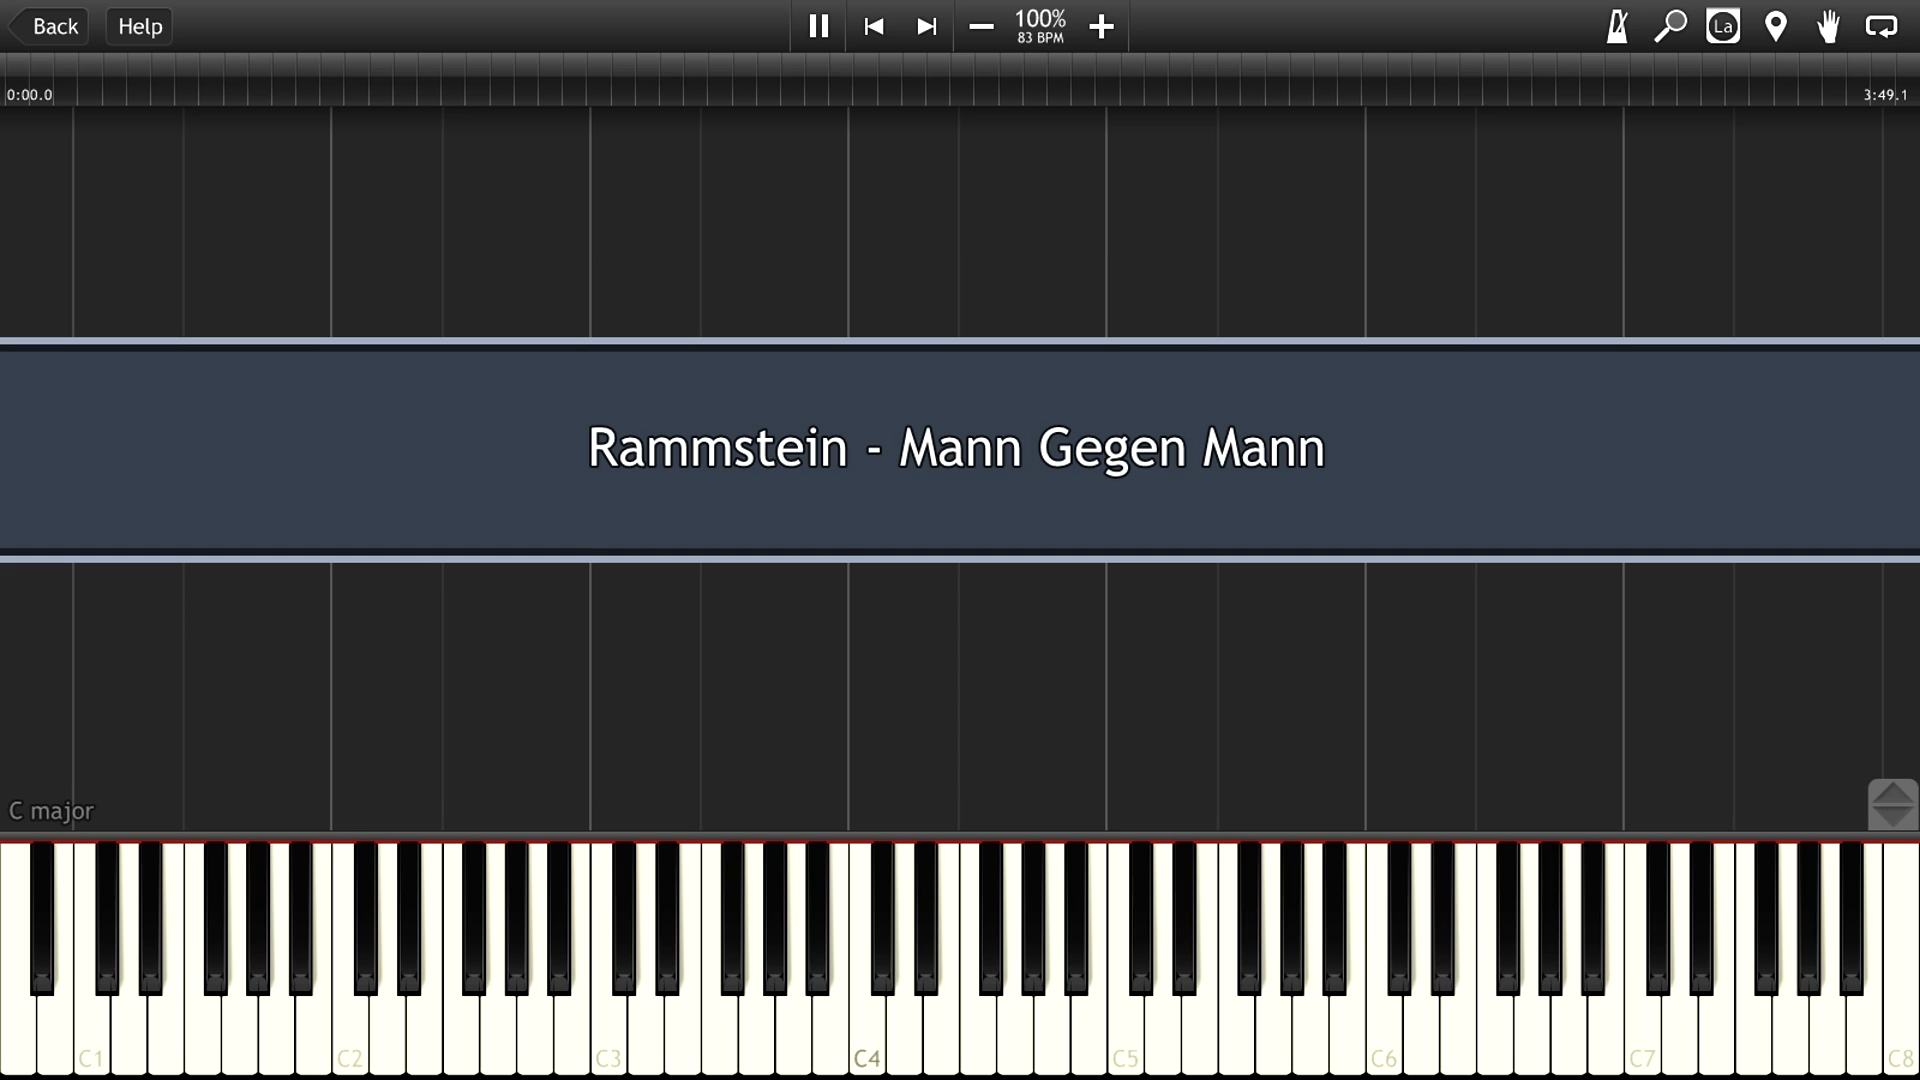 Back
Help
100%
83 BPM
La
0:00.0
3:49.1
Rammstein - Mann Gegen Mann
C major
C1
C2
C3
C4
C5
C6
C7
C8